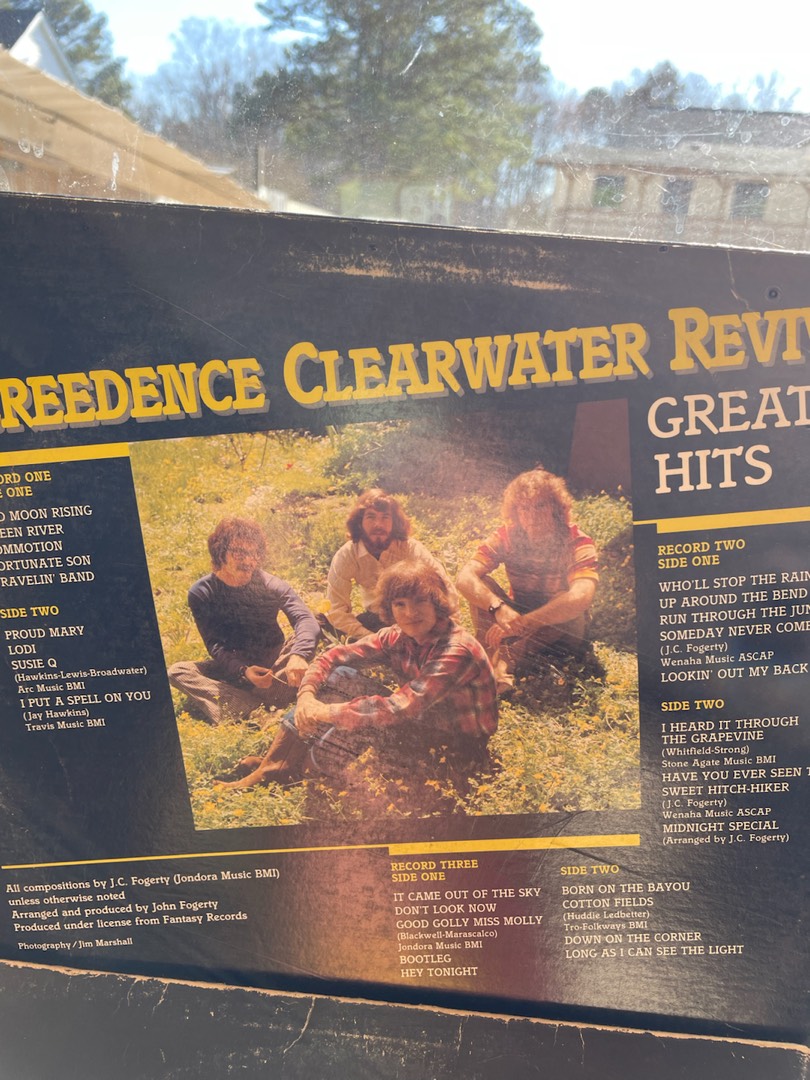 REEDENCE CLEARWATER REVIV
GREAT
HITS
ORD ONE
E ONE
D MOON RISING
EEN RIVER
OMMOTION
ORTUNATE SON
RAVELIN' BAND
SIDE TWO
PROUD MARY
LODI
SUSIE Q
(Hawkins-Lewis-Broadwater)
Arc Music BMI
I PUT A SPELL ON YOU
(Jay Hawkins)
Travis Music BMI
RECORD TWO
SIDE ONE
WHO'LL STOP THE RAIN
UP AROUND THE BEND
RUN THROUGH THE JUN
SOMEDAY NEVER COME
(J.C. Fogerty)
Wenaha Music ASCAP
LOOKIN' OUT MY BACK
SIDE TWO
I HEARD IT THROUGH
THE GRAPEVINE
(Whitfield-Strong)
Stone Agate Music BMI
HAVE YOU EVER SEEN T
SWEET HITCH-HIKER
(J.C. Fogerty)
Wenaha Music ASCAP
MIDNIGHT SPECIAL
(Arranged by J.C. Fogerty)
All compositions by J.C. Fogerty (Jondora Music BMI)
unless otherwise noted
Arranged and produced by John Fogerty
Produced under license from Fantasy Records
Photography/Jim Marshall
RECORD THREE
SIDE ONE
IT CAME OUT OF THE SKY
DON'T LOOK NOW
GOOD GOLLY MISS MOLLY
(Blackwell-Marascalco)
Jondora Music BMI
BOOTLEG
HEY TONIGHT
SIDE TWO
BORN ON THE BAYOU
COTTON FIELDS
(Huddie Ledbetter)
Tro-Folkways BMI
DOWN ON THE CORNER
LONG AS I CAN SEE THE LIGHT